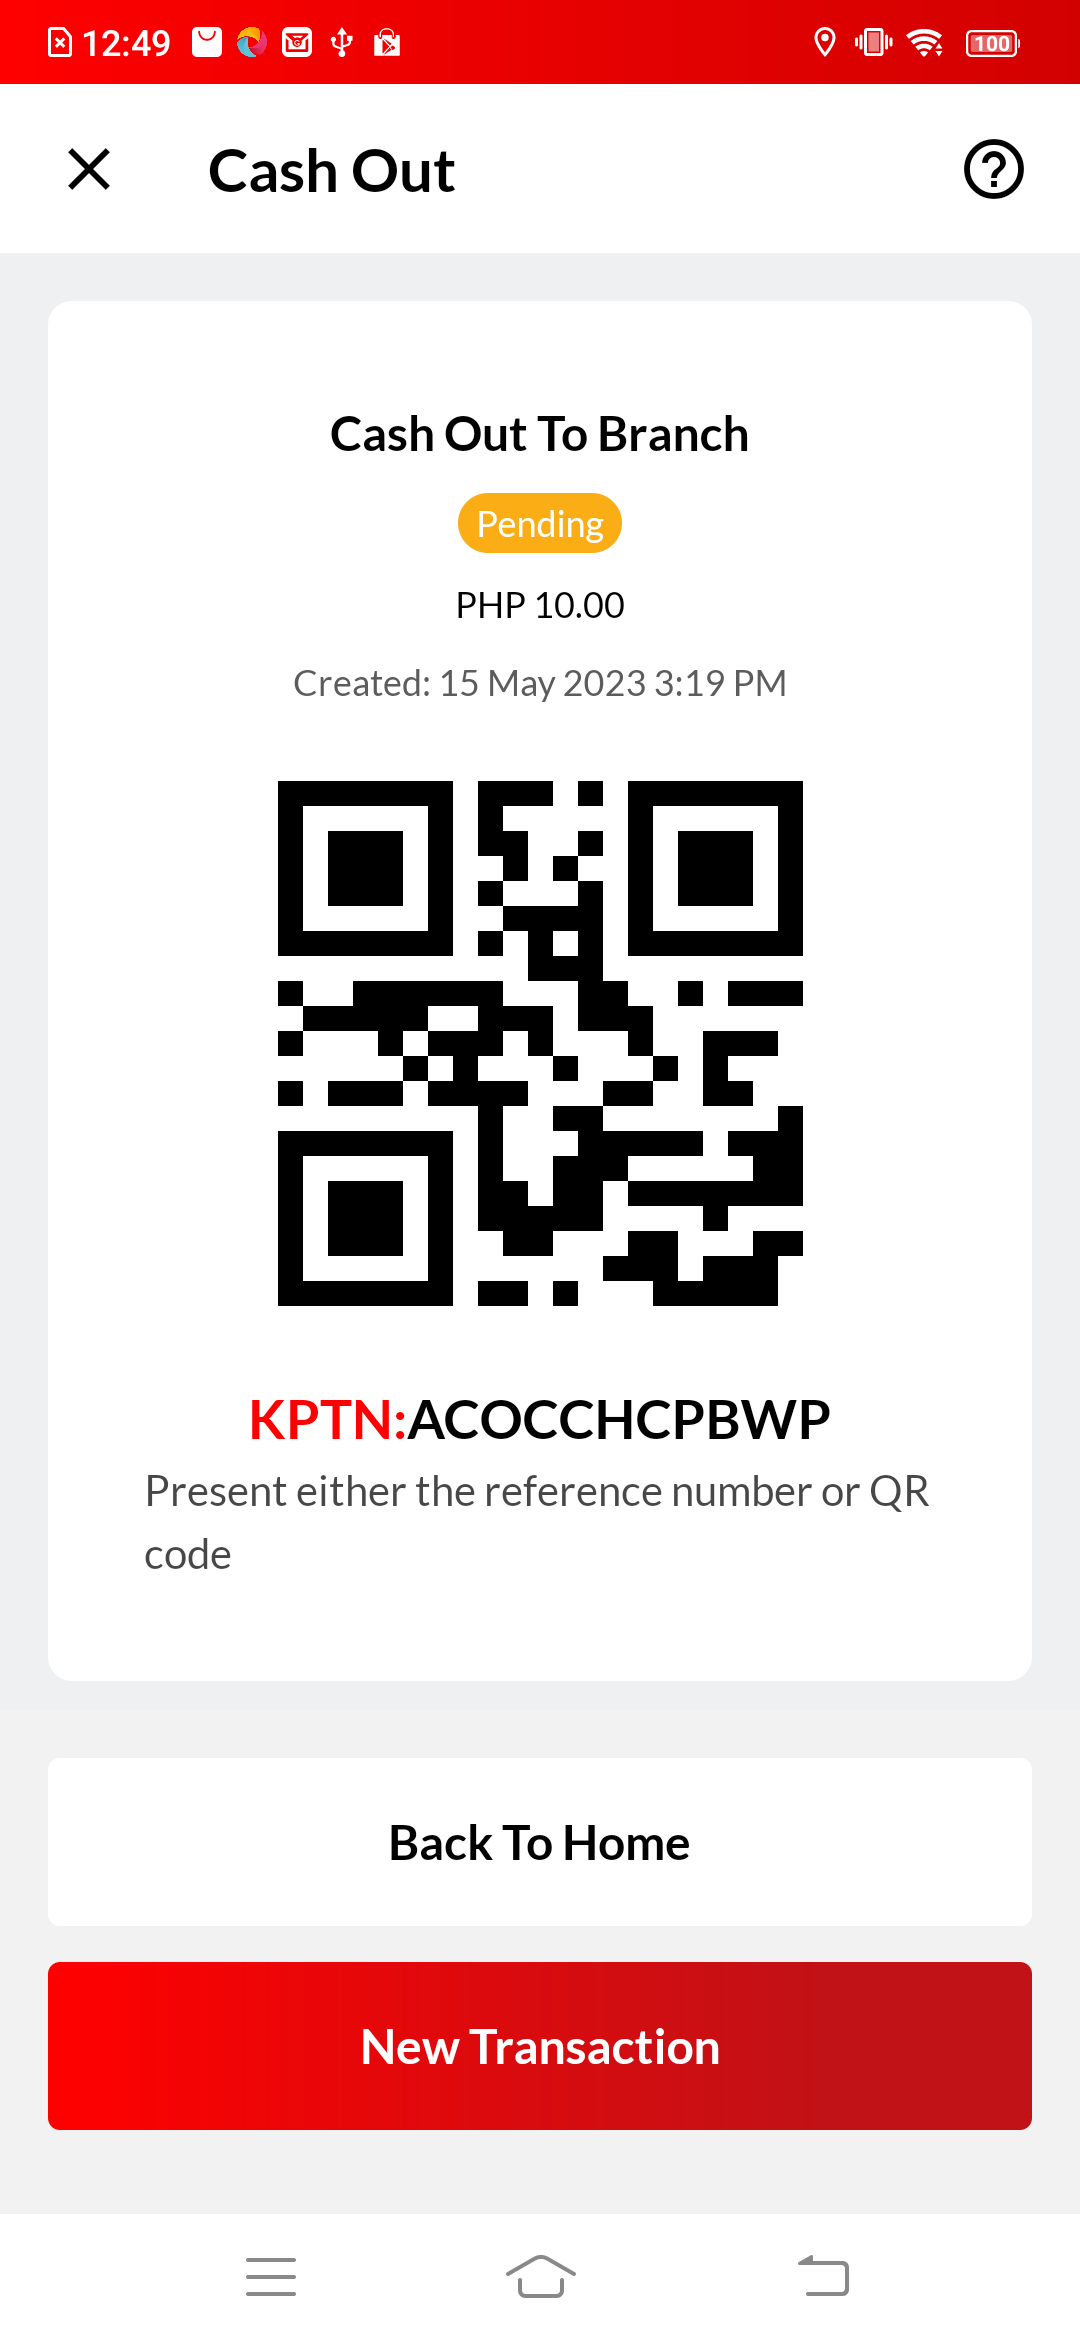 12:49
100
Cash Out
Cash Out To Branch
Pending
PHP 10.00
Created: 15 May 2023 3:19 PM
KPTN:ACOCCHCPBWP
Present either the reference number or QR
code
Back To Home
New Transaction